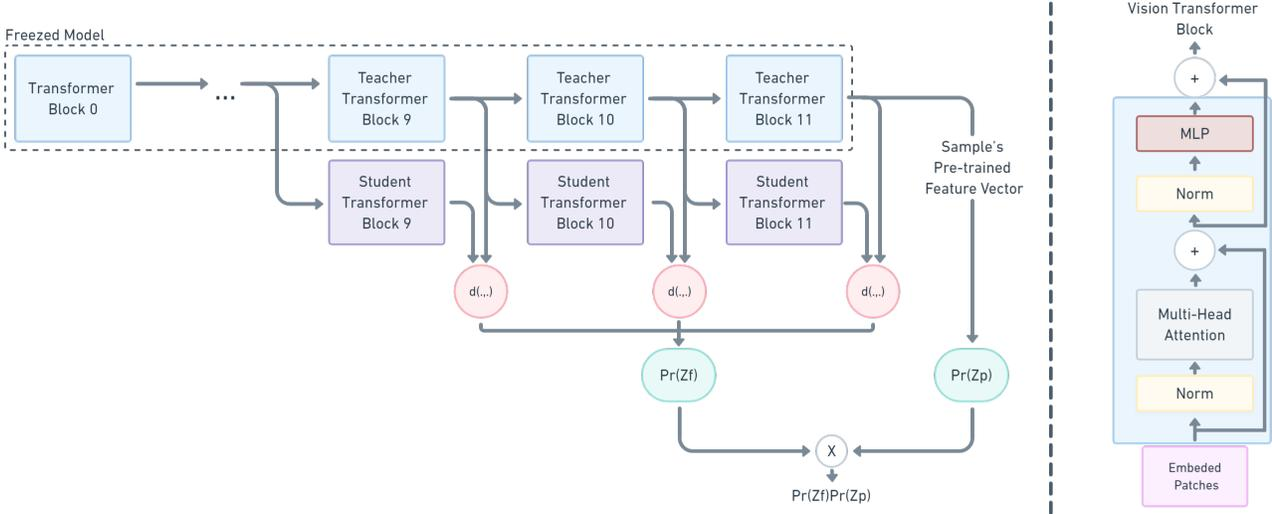 Freezed Model
Transformer
Block 0
...
Teacher
Transformer
Block 9
Teacher
Transformer
Block 10
Teacher
Transformer
Block 11
Student
Transformer
Block 9
Student
Transformer
Block 10
Student
Transformer
Block 11
Sample's
Pre-trained
Feature Vector
d(.,.)
d(.,.)
d(.,.)
Pr(Zf)
Pr(Zp)
X
Pr(Zf)Pr(Zp)
Vision Transformer
Block
+
MLP
Norm
+
Multi-Head
Attention
Norm
Embeded
Patches